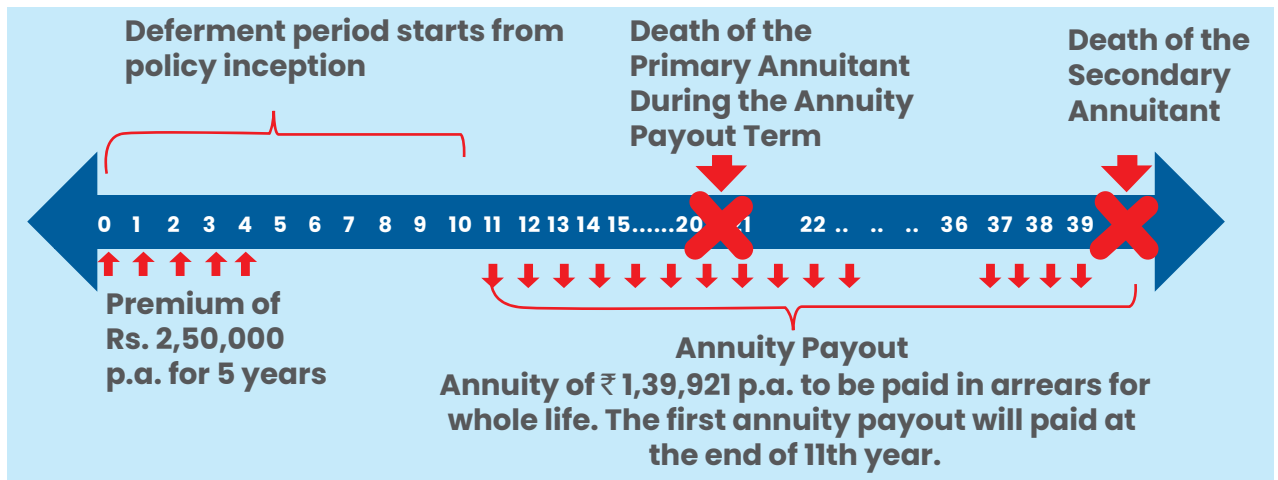 Deferment period starts from
policy inception
Death of the
Primary Annuitant
During the Annuity
Payout Term
Death of the
Secondary
Annuitant
0 1 2 3 4 5 6 7 8 9 10 11 12 13 14 15......20 1 22 .. .. .. 36 37 38 39
Premium of
Rs. 2,50,000
p.a. for 5 years
Annuity Payout
Annuity of ₹ 1,39,921 p.a. to be paid in arrears for
whole life. The first annuity payout will paid at
the end of 11th year.